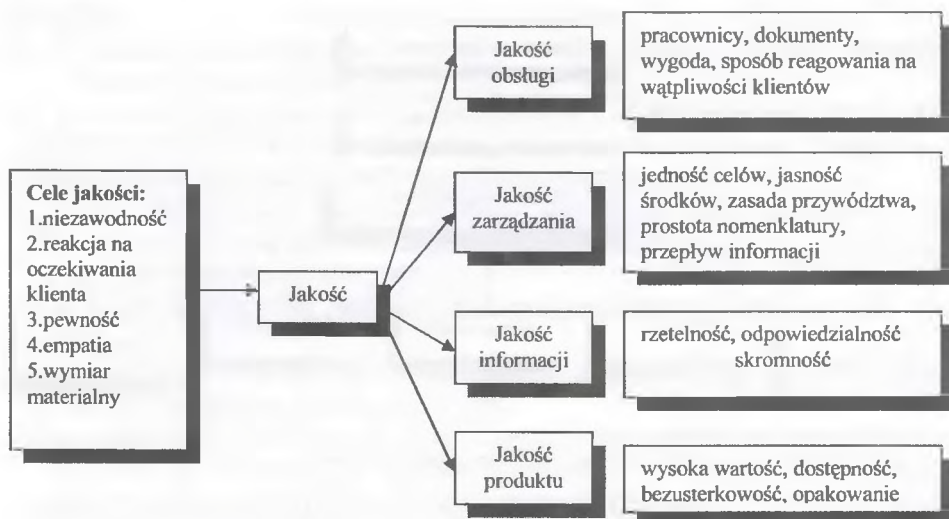 Cele jakości:
1.niezawodność
2.reakcja na
oczekiwania
klienta
3.pewność
4.empatia
5.wymiar
materialny
Jakość
Jakość
obsługi
pracownicy, dokumenty,
wygoda, sposób reagowania na
wątpliwości klientów
Jakość
zarządzania
jedność celów, jasność
środków, zasada przywództwa,
prostota nomenklatury,
przepływ informacji
Jakość
informacji
rzetelność, odpowiedzialność
skromność
Jakość
produktu
wysoka wartość, dostępność,
bezusterkowość, opakowanie